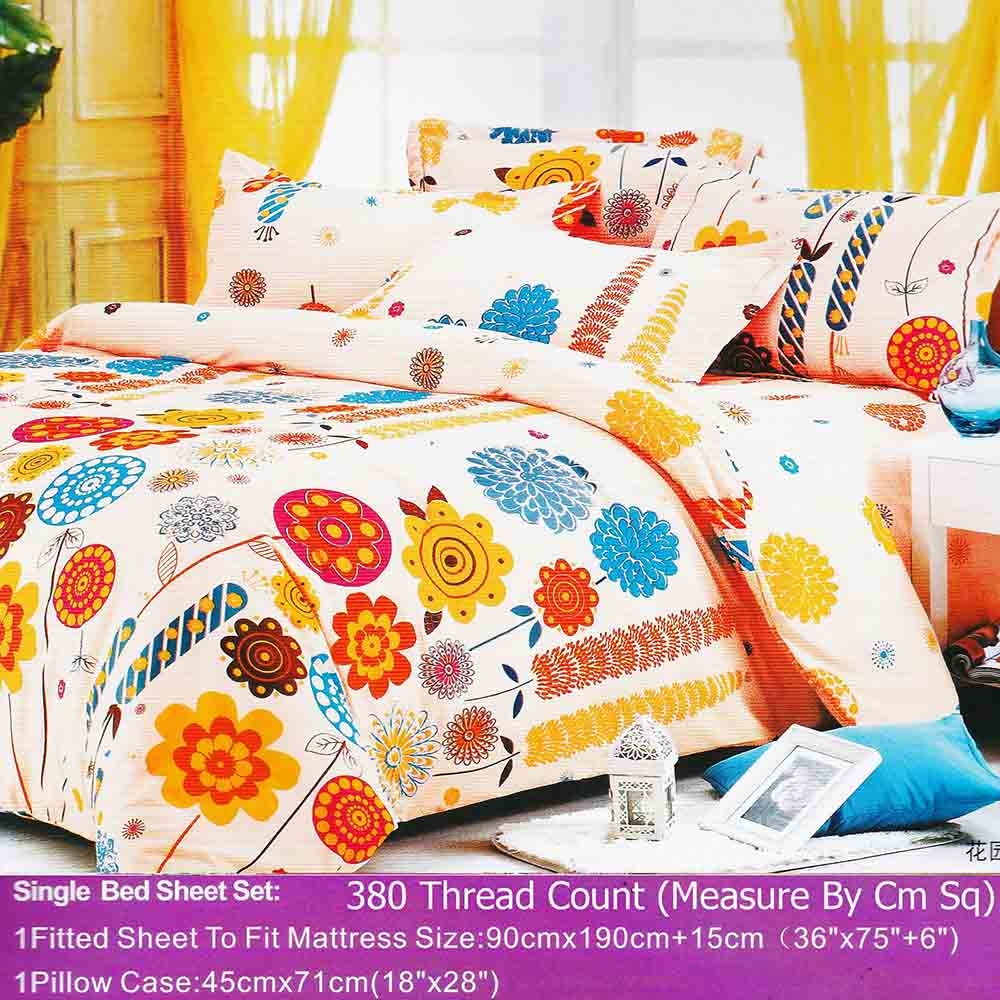 花园
Single Bed Sheet Set: 380 Thread Count (Measure By Cm Sq)
1Fitted Sheet To Fit Mattress Size:90cmx190cm+15cm（36"x75"+6")
1Pillow Case:45cmx71cm(18"x28")